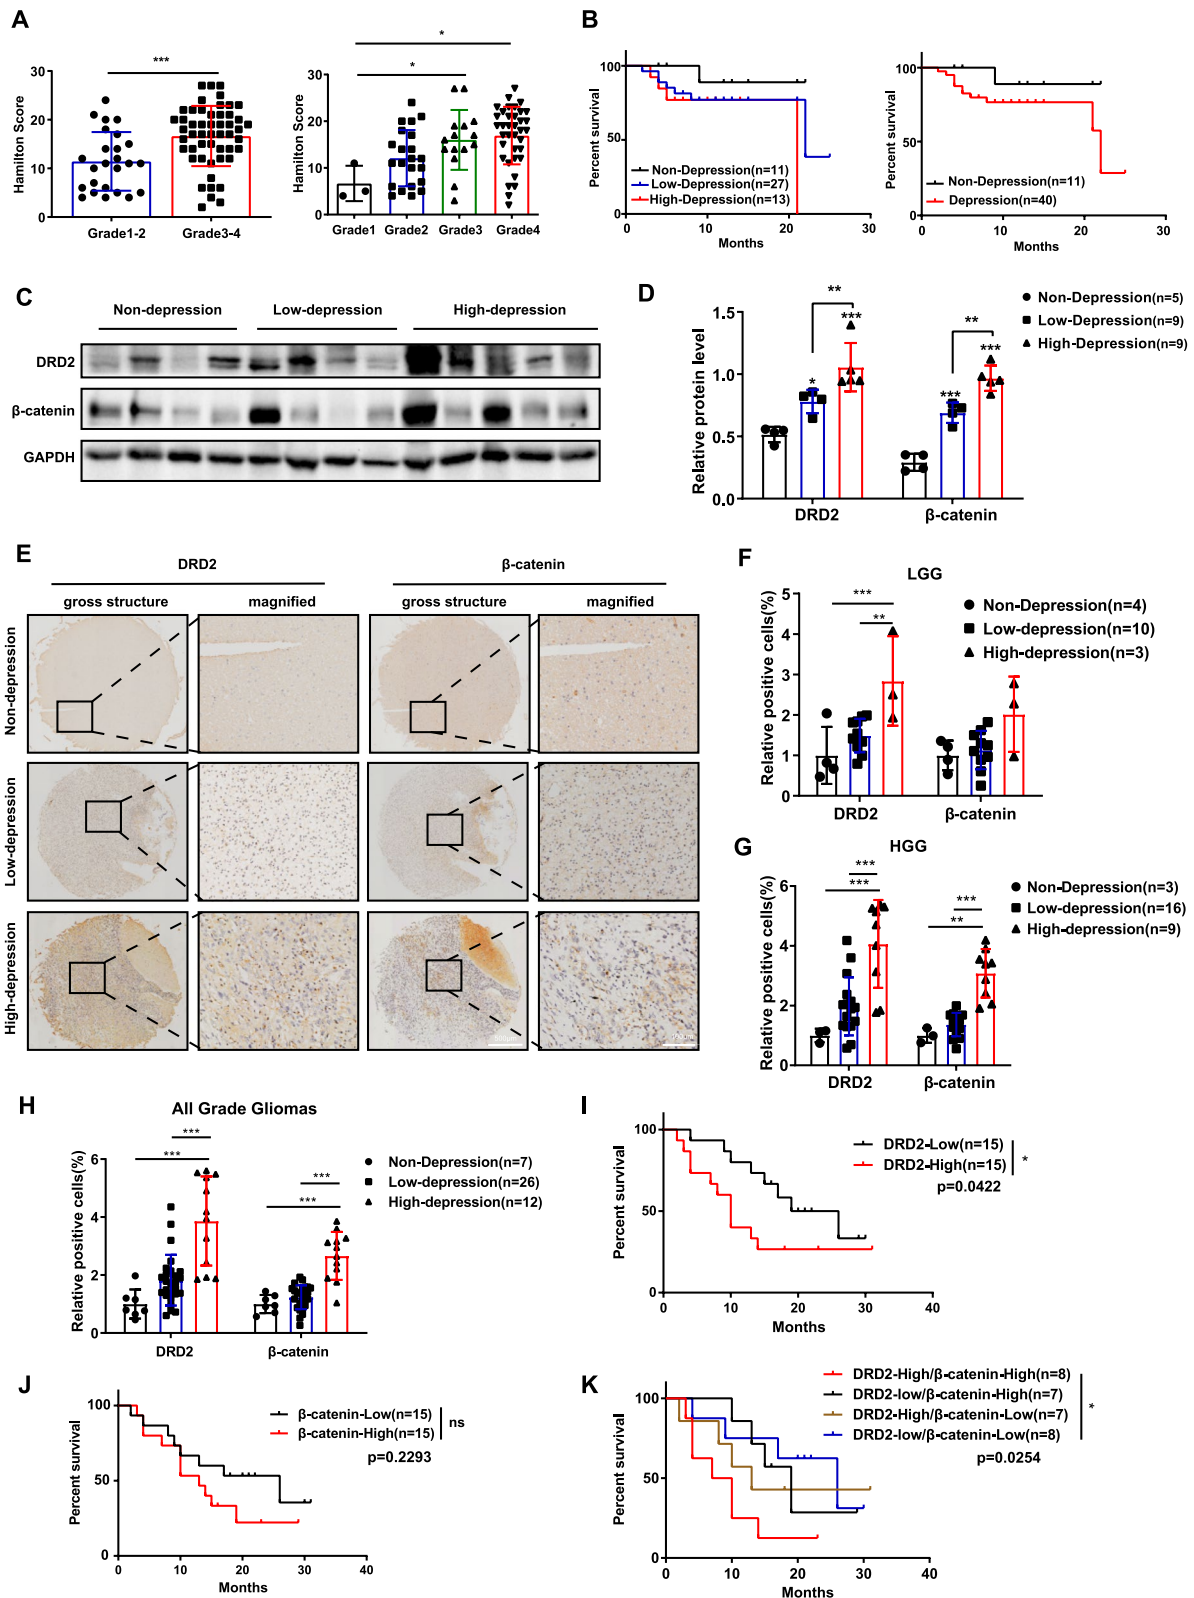 A
***
30
20
10
0
Hamilton Score
Grade1-2
Grade3-4
*
*
30
20
10
0
Hamilton Score
Grade1
Grade2
Grade3
Grade4
B
100
50
0
Percent survival
Non-Depression(n=11)
Low-Depression(n=27)
High-Depression(n=13)
0
10
20
30
Months
100
50
0
Percent survival
Non-Depression(n=11)
Depression(n=40)
0
10
20
30
Months
C
Non-depression
Low-depression
High-depression
DRD2
β-catenin
GAPDH
D
1.5
1.0
0.5
0.0
Relative protein level
*
**
***
***
**
***
DRD2
β-catenin
Non-Depression(n=5)
Low-Depression(n=9)
High-Depression(n=9)
E
DRD2
β-catenin
gross structure
magnified
gross structure
magnified
Non-depression
Low-depression
High-depression
F
LGG
5
4
3
2
1
0
Relative positive cells(%)
***
**
DRD2
β-catenin
Non-Depression(n=4)
Low-depression(n=10)
High-depression(n=3)
G
HGG
6
4
2
0
Relative positive cells(%)
***
***
***
**
DRD2
β-catenin
Non-Depression(n=3)
Low-depression(n=16)
High-depression(n=9)
H
All Grade Gliomas
6
4
2
0
Relative positive cells(%)
***
***
***
***
DRD2
β-catenin
Non-Depression(n=7)
Low-depression(n=26)
High-depression(n=12)
I
100
50
0
Percent survival
DRD2-Low(n=15)
DRD2-High(n=15)
*
p=0.0422
0
10
20
30
40
Months
J
100
50
0
Percent survival
β-catenin-Low(n=15)
β-catenin-High(n=15)
ns
p=0.2293
0
10
20
30
40
Months
K
100
50
0
Percent survival
DRD2-High/β-catenin-High(n=8)
DRD2-low/β-catenin-High(n=7)
DRD2-High/β-catenin-Low(n=7)
DRD2-low/β-catenin-Low(n=8)
*
p=0.0254
0
10
20
30
40
Months